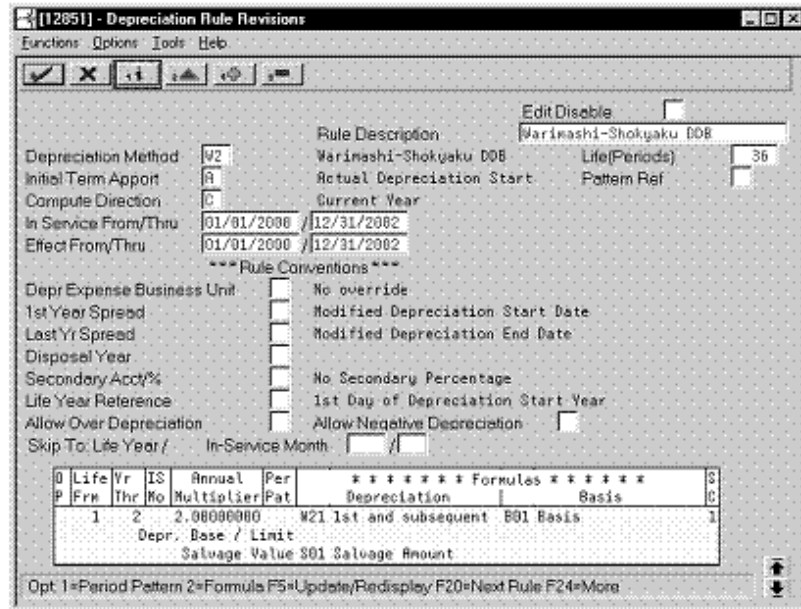 [12851] - Depreciation Rule Revisions
Functions Options Tools Help
Edit Disable
Rule Description Warimashi-Shokyaku DDB
Depreciation Method W2 Warimashi-Shokyaku DDB Life(Periods) 36
Initial Term Apport A Actual Depreciation Start Pattern Ref
Compute Direction C Current Year
In Service From/Thru 01/01/2000 / 12/31/2002
Effect From/Thru 01/01/2000 / 12/31/2002
***Rule Conventions***
Depr Expense Business Unit No override
1st Year Spread Modified Depreciation Start Date
Last Yr Spread Modified Depreciation End Date
Disposal Year
Secondary Acct/% No Secondary Percentage
Life Year Reference 1st Day of Depreciation Start Year
Allow Over Depreciation Allow Negative Depreciation
Skip To: Life Year / In-Service Month /
O Life Yr IS Annual Per * * * * * * * Formulas * * * * * * S
P Frm Thr Mo Multiplier Pat Depreciation | Basis C
1 2 2.00000000 W21 1st and subsequent B01 Basis 1
Depr. Base / Limit
Salvage Value S01 Salvage Amount
Opt: 1=Period Pattern 2=Formula F5=Update/Redisplay F20=Next Rule F24=More